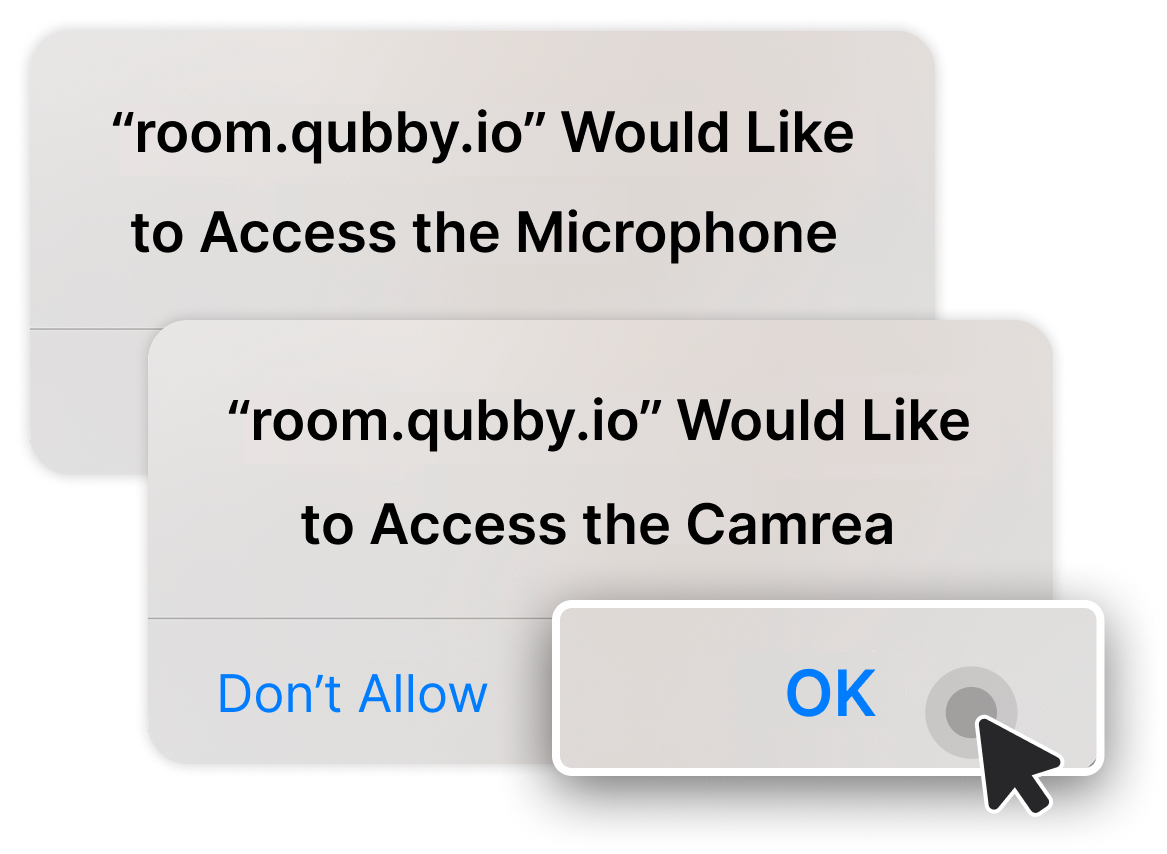 “room.qubby.io” Would Like
to Access the Microphone
“room.qubby.io” Would Like
to Access the Camrea
Don’t Allow
OK